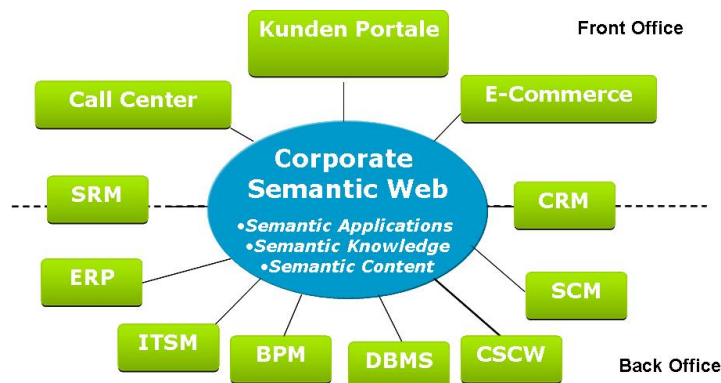 Kunden Portale
Front Office
Call Center
E-Commerce
Corporate
Semantic Web
•Semantic Applications
•Semantic Knowledge
•Semantic Content
SRM
CRM
ERP
SCM
ITSM
BPM
DBMS
CSCW
Back Office